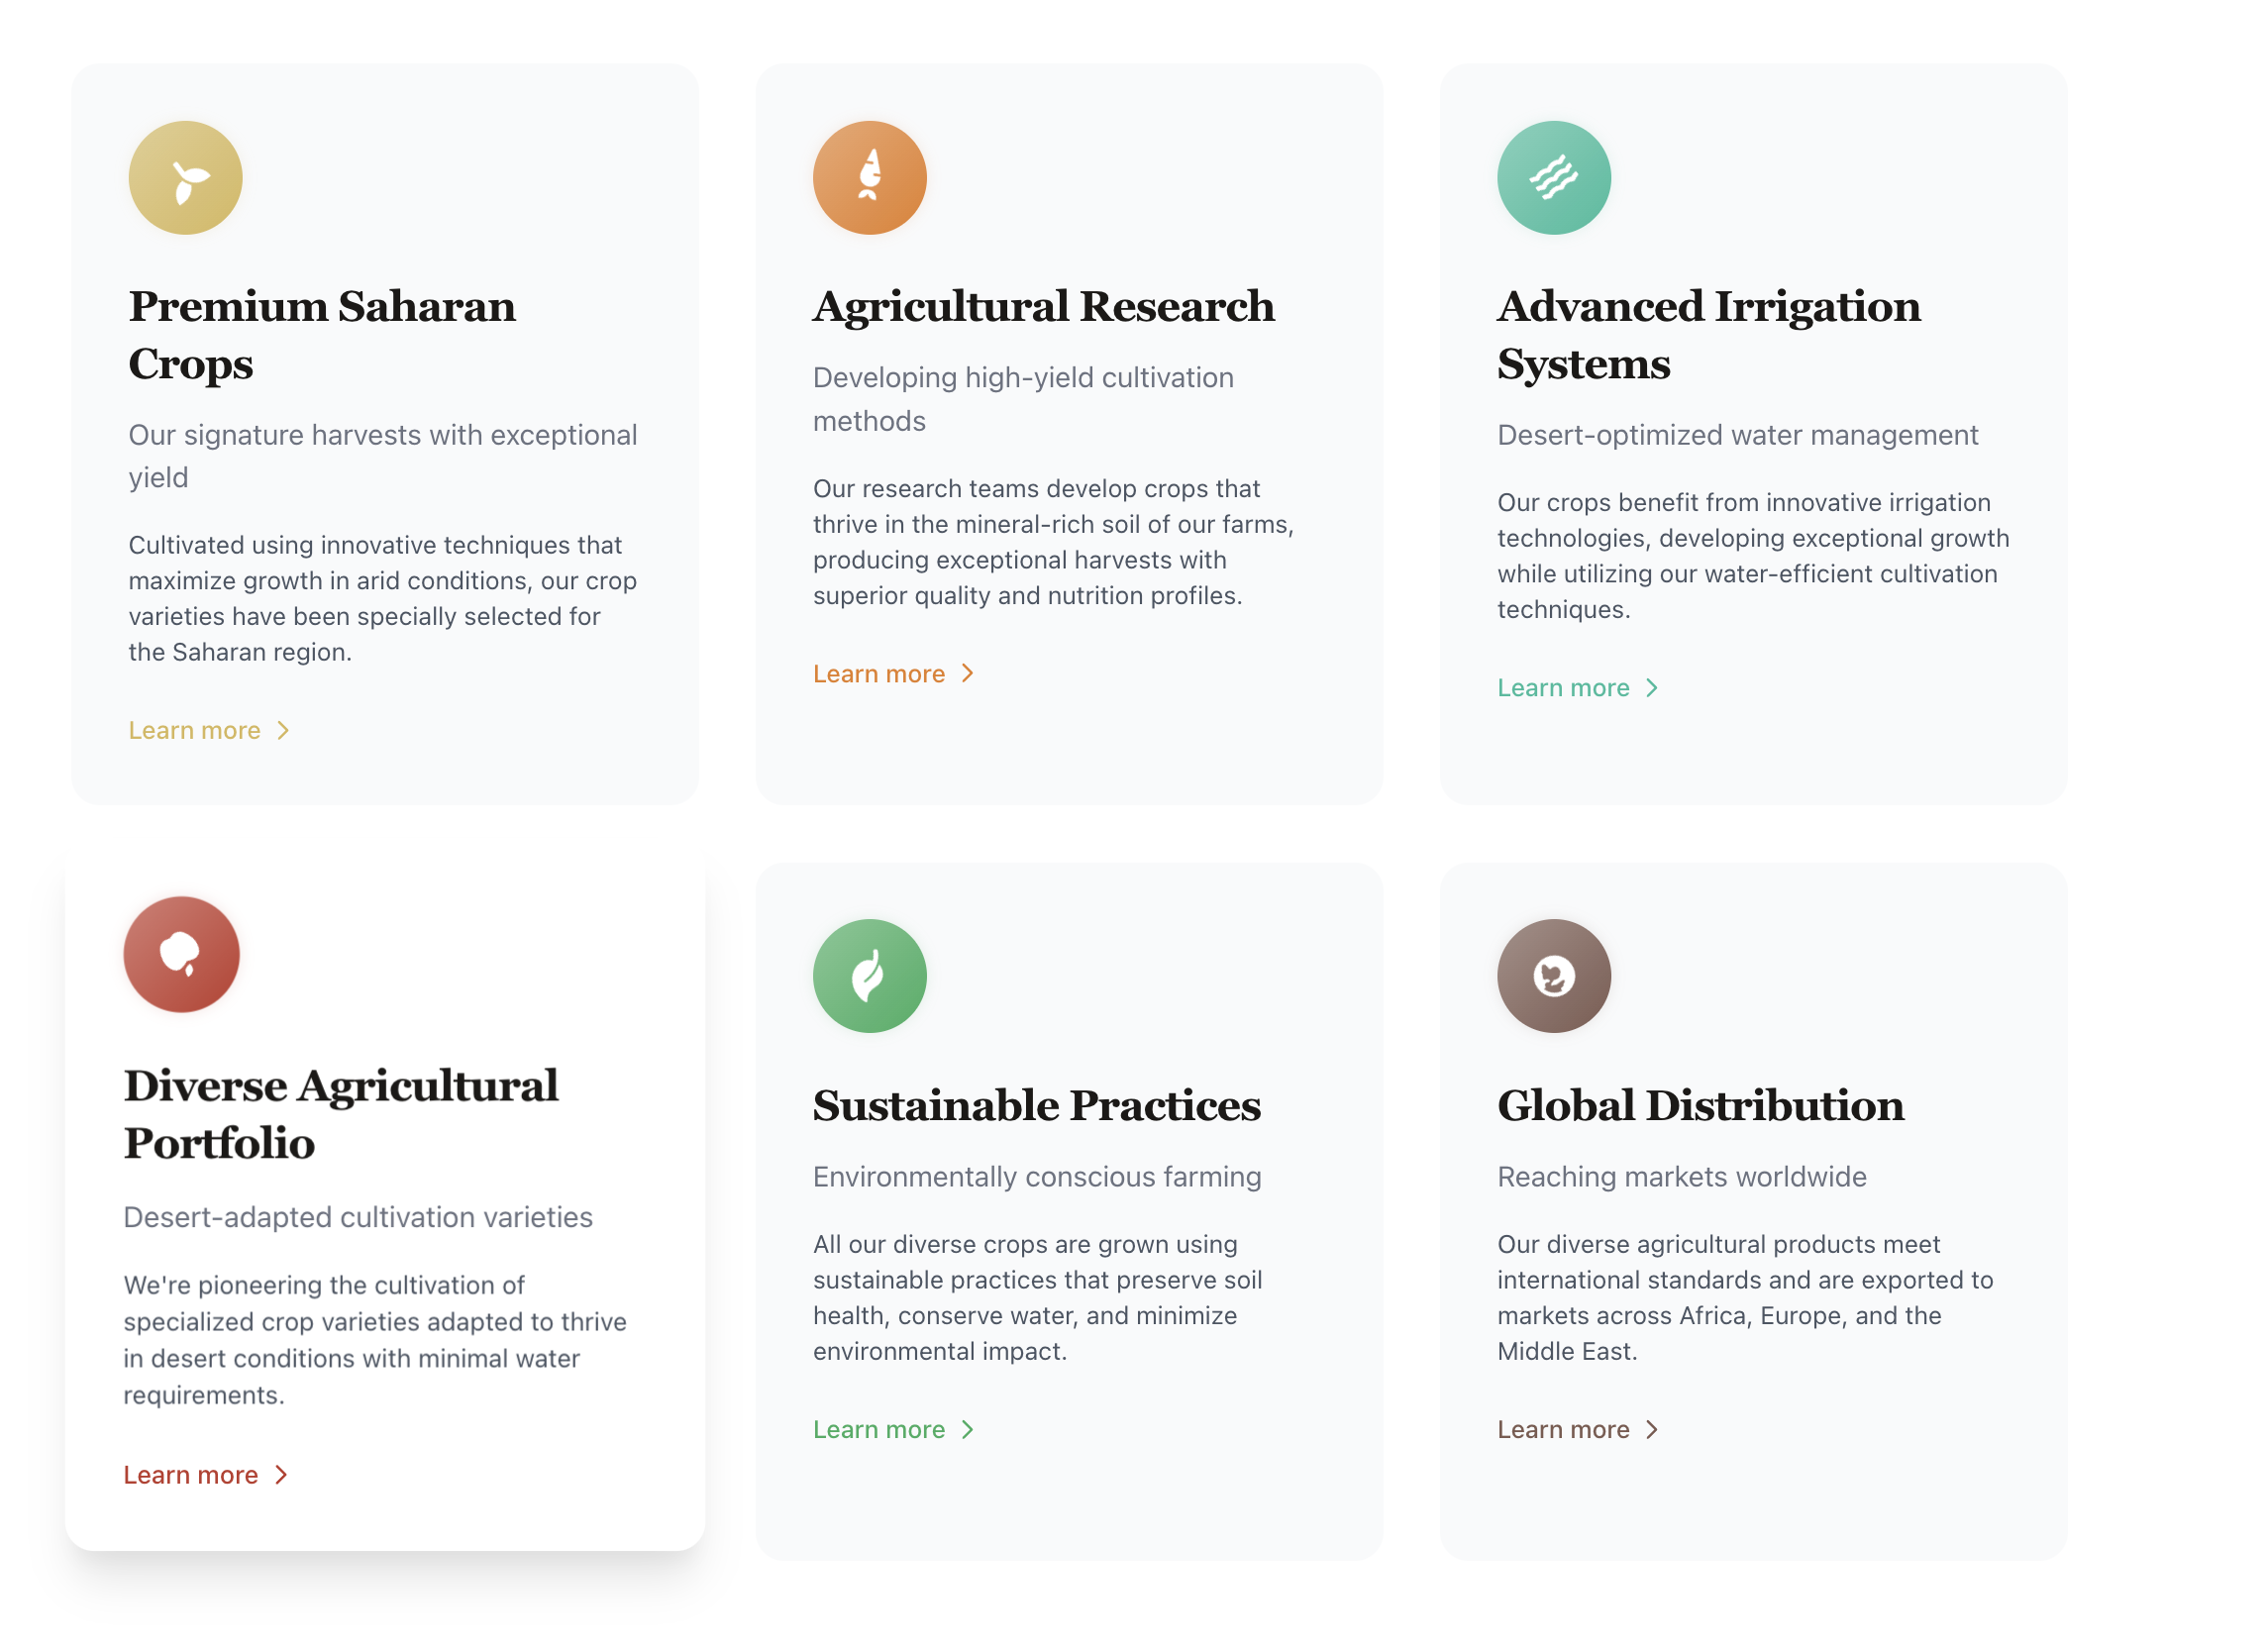 Premium Saharan
Crops
Our signature harvests with exceptional
yield
Cultivated using innovative techniques that
maximize growth in arid conditions, our crop
varieties have been specially selected for
the Saharan region.
Learn more
Agricultural Research
Developing high-yield cultivation
methods
Our research teams develop crops that
thrive in the mineral-rich soil of our farms,
producing exceptional harvests with
superior quality and nutrition profiles.
Learn more
Advanced Irrigation
Systems
Desert-optimized water management
Our crops benefit from innovative irrigation
technologies, developing exceptional growth
while utilizing our water-efficient cultivation
techniques.
Learn more
Diverse Agricultural
Portfolio
Desert-adapted cultivation varieties
We're pioneering the cultivation of
specialized crop varieties adapted to thrive
in desert conditions with minimal water
requirements.
Learn more
Sustainable Practices
Environmentally conscious farming
All our diverse crops are grown using
sustainable practices that preserve soil
health, conserve water, and minimize
environmental impact.
Learn more
Global Distribution
Reaching markets worldwide
Our diverse agricultural products meet
international standards and are exported to
markets across Africa, Europe, and the
Middle East.
Learn more